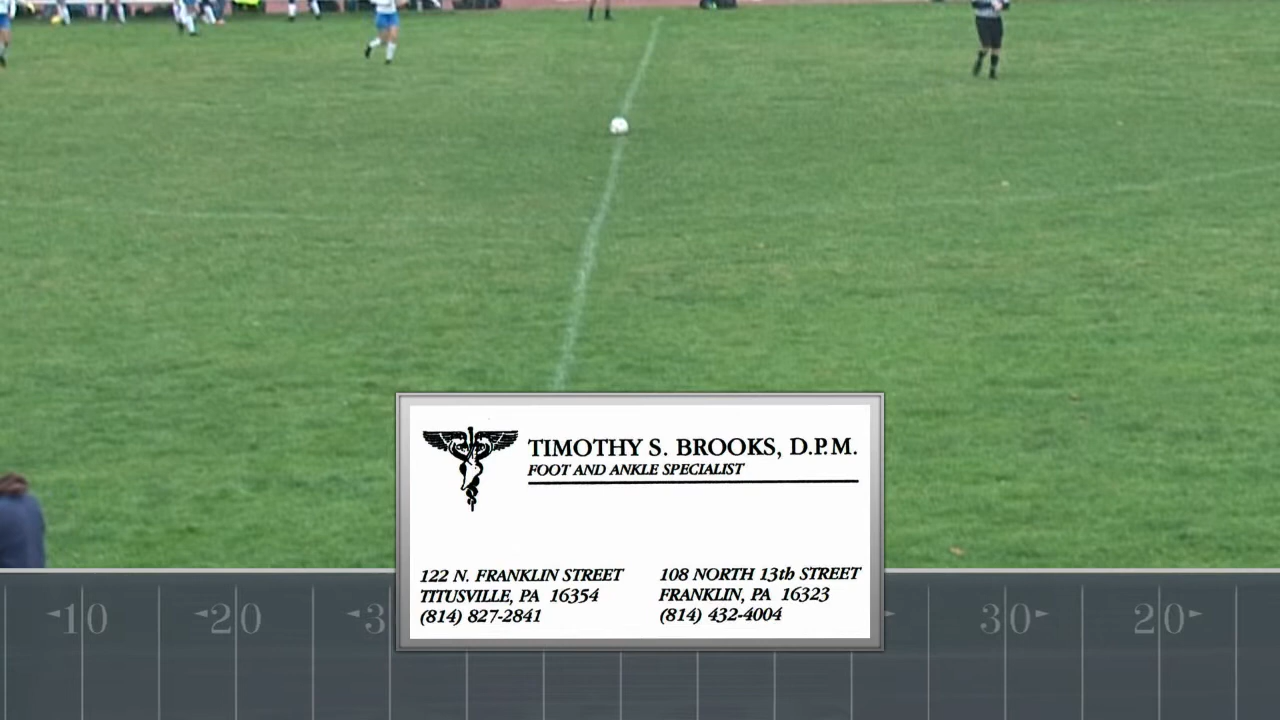 TIMOTHY S. BROOKS, D.P.M.
FOOT AND ANKLE SPECIALIST
122 N. FRANKLIN STREET
TITUSVILLE, PA 16354
(814) 827-2841
108 NORTH 13th STREET
FRANKLIN, PA 16323
(814) 432-4004
10 20 3 30 20